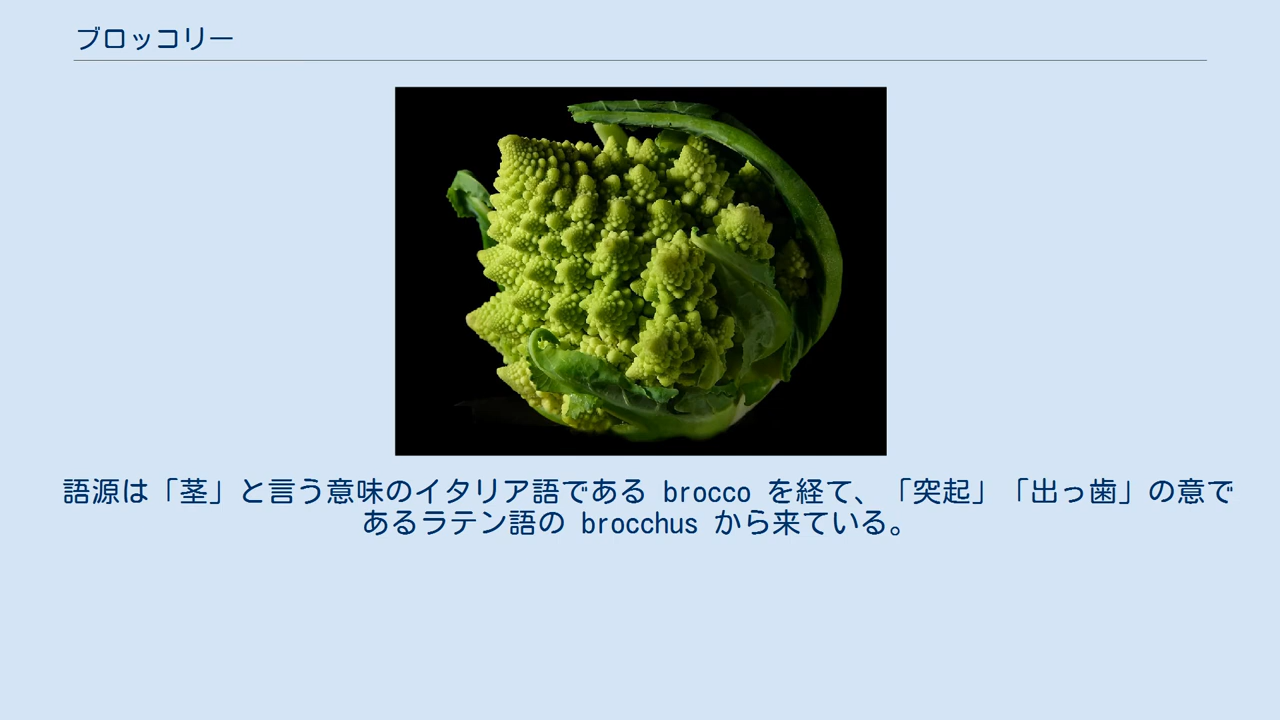 ブロッコリー
語源は「茎」と言う意味のイタリア語である brocco を経て、「突起」「出っ歯」の意で
あるラテン語の brocchus から来ている。